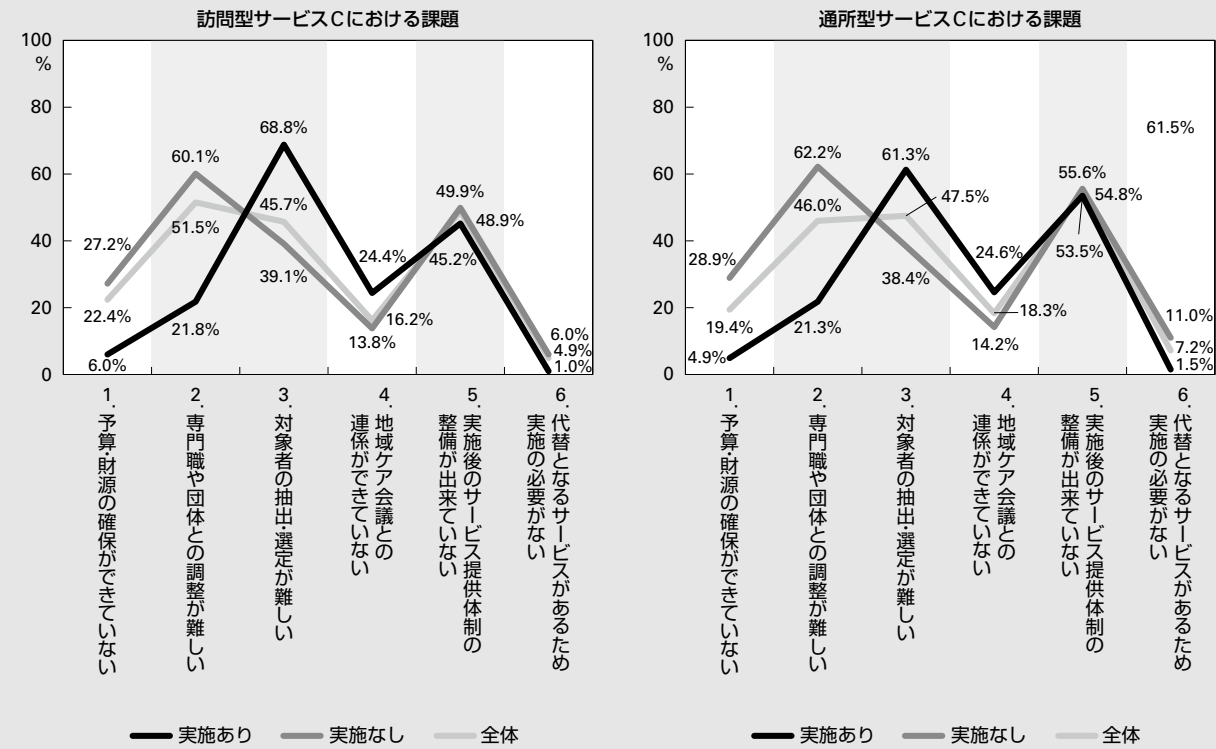 訪問型サービスCにおける課題
100
%
80
60
40
20
0
27.2%
22.4%
6.0%
60.1%
51.5%
21.8%
68.8%
45.7%
39.1%
24.4%
16.2%
13.8%
49.9%
48.9%
45.2%
6.0%
4.9%
1.0%
1.予算・財源の確保ができていない
2.専門職や団体との調整が難しい
3.対象者の抽出・選定が難しい
4.地域ケア会議との
連係ができていない
5.実施後のサービス提供体制の
整備が出来ていない
6.代替となるサービスがあるため
実施の必要がない
実施あり
実施なし
全体
通所型サービスCにおける課題
100
%
80
60
40
20
0
28.9%
19.4%
4.9%
62.2%
46.0%
21.3%
61.3%
47.5%
38.4%
24.6%
18.3%
14.2%
55.6%
54.8%
53.5%
61.5%
11.0%
7.2%
1.5%
1.予算・財源の確保ができていない
2.専門職や団体との調整が難しい
3.対象者の抽出・選定が難しい
4.地域ケア会議との
連係ができていない
5.実施後のサービス提供体制の
整備が出来ていない
6.代替となるサービスがあるため
実施の必要がない
実施あり
実施なし
全体